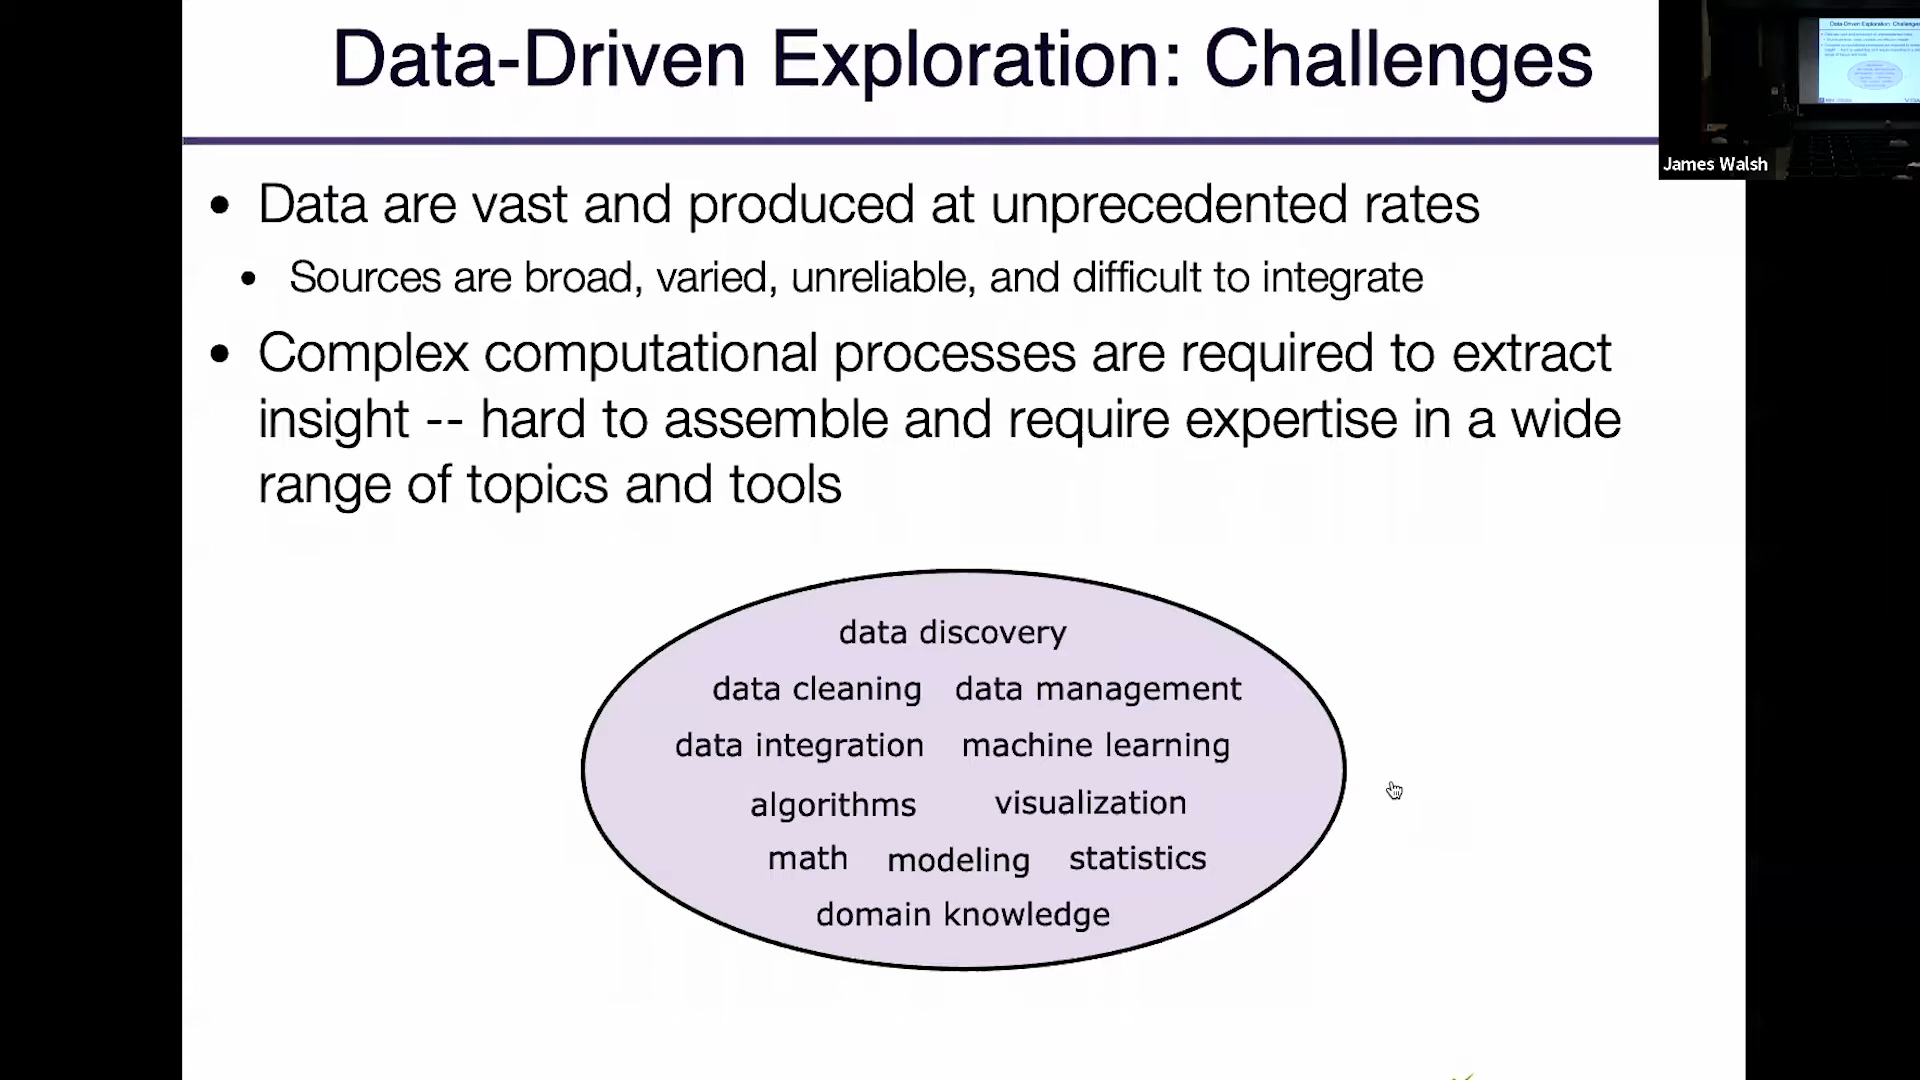 Data-Driven Exploration: Challenges
James Walsh
• Data are vast and produced at unprecedented rates
• Sources are broad, varied, unreliable, and difficult to integrate
• Complex computational processes are required to extract
insight -- hard to assemble and require expertise in a wide
range of topics and tools
data discovery
data cleaning data management
data integration machine learning
algorithms visualization
math modeling statistics
domain knowledge